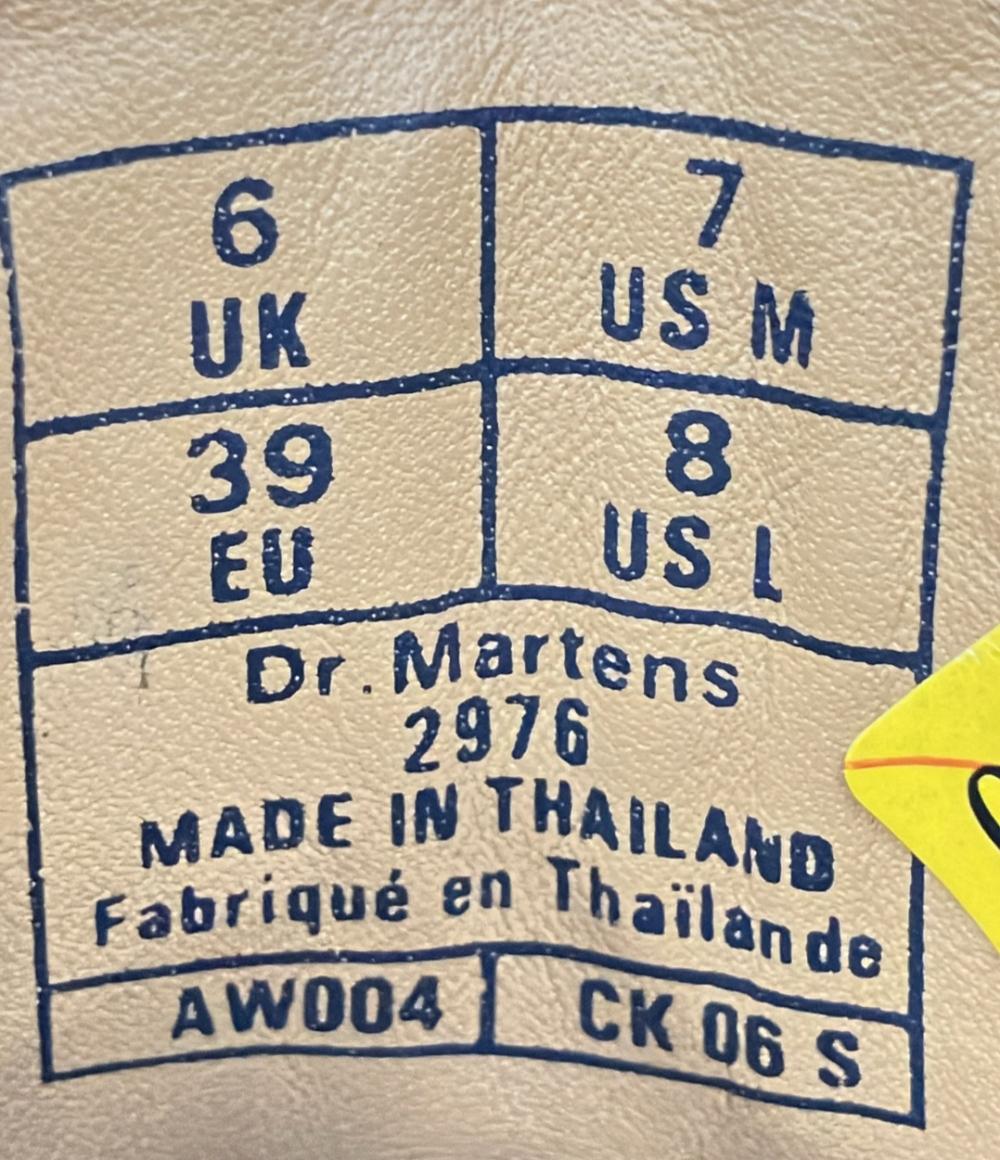 6
UK
7
US M
39
EU
8
US L
Dr. Martens
2976
MADE IN THAILAND
Fabriqué en Thaïlande
AW004
CK 06 S